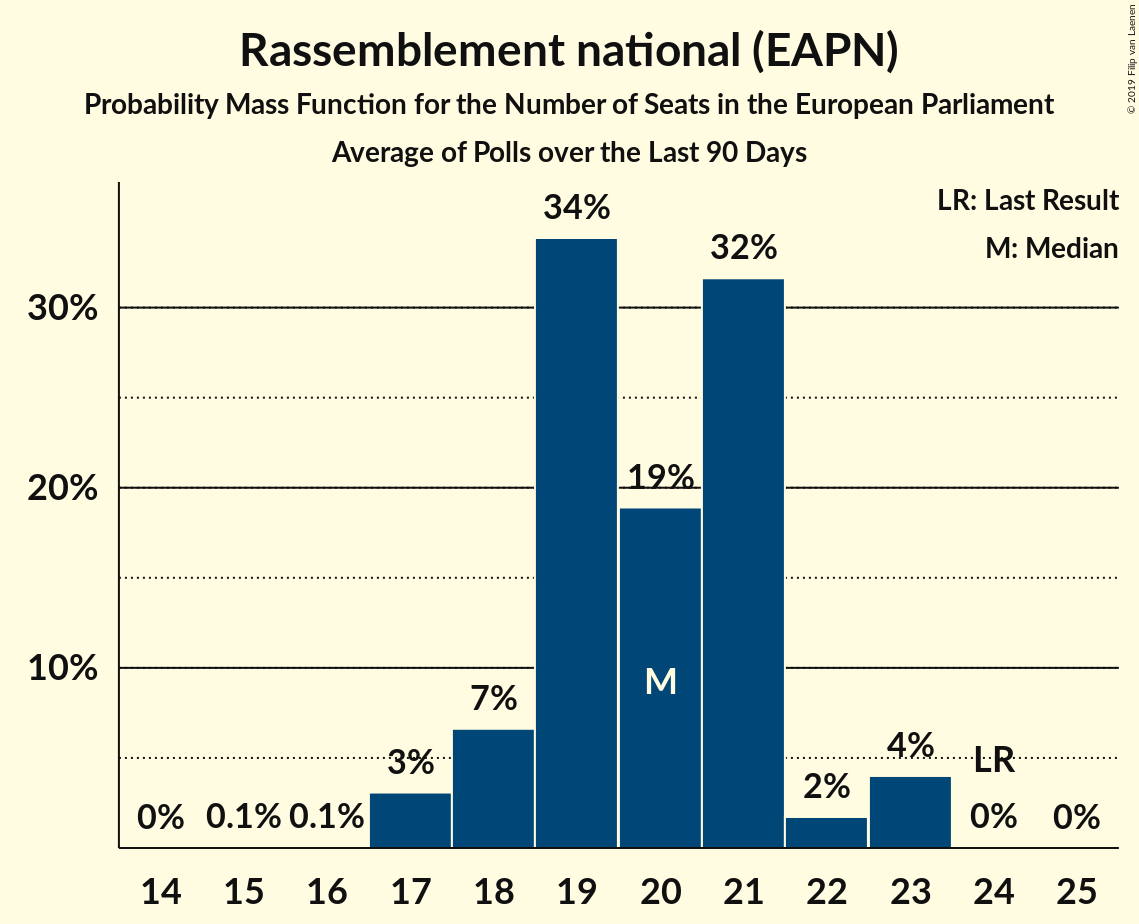 Rassemblement national (EAPN)
Probability Mass Function for the Number of Seats in the European Parliament
Average of Polls over the Last 90 Days
© 2019 Filip van Laenen
LR: Last Result
M: Median
34%
32%
30%
19%
20%
M
10%
7%
3%
4%
LR
2%
0%
0.1%
0.1%
0%
0%
14 15 16 17 18 19 20 21 22 23 24 25